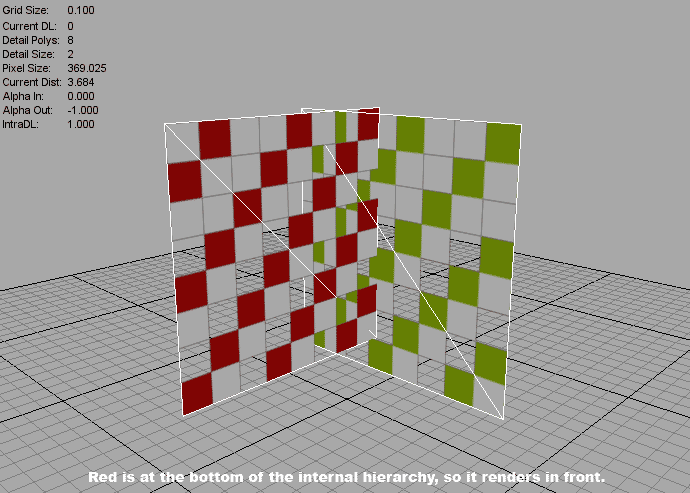 Grid Size: 0.100
Current DL: 0
Detail Polys: 8
Detail Size: 2
Pixel Size: 369.025
Current Dist: 3.684
Alpha In: 0.000
Alpha Out: -1.000
IntraDL: 1.000
Red is at the bottom of the internal hierarchy, so it renders in front.